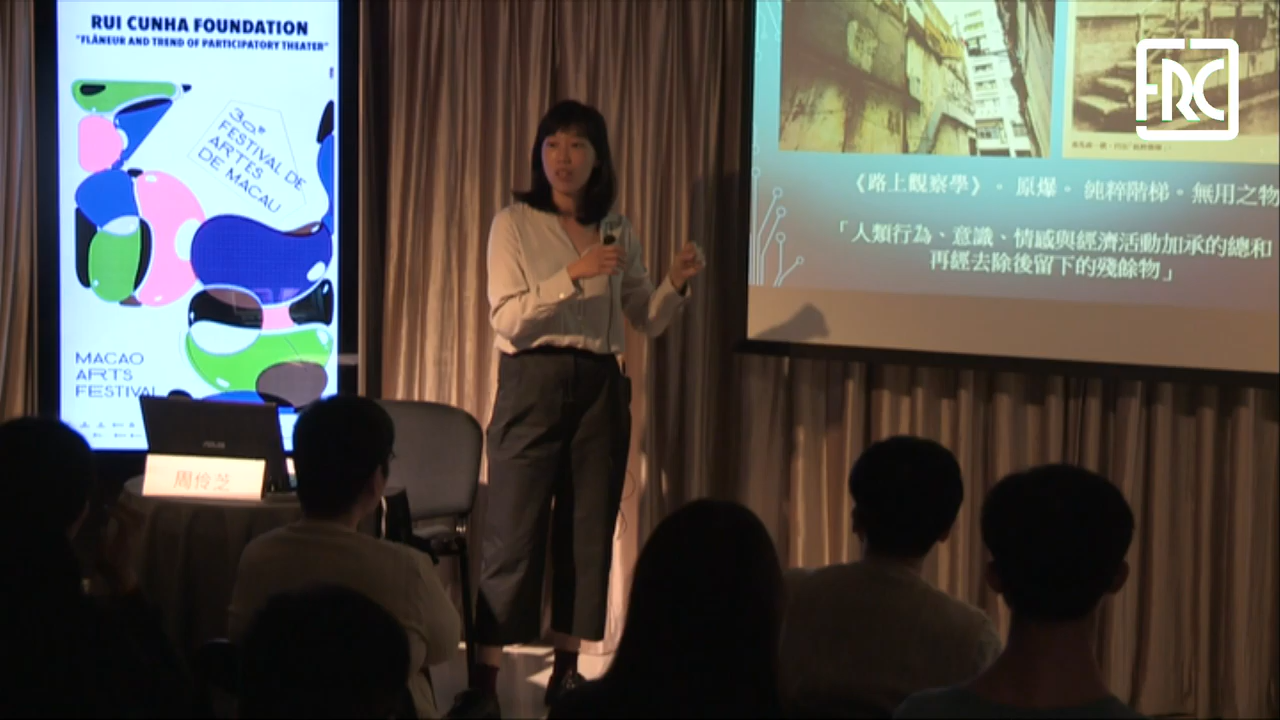 RUI CUNHA FOUNDATION
"FLÂNEUR AND TREND OF PARTICIPATORY THEATER"
30º
FESTIVAL DE
ARTES
DE MACAU
MACAO
ARTS
FESTIVAL
ASUS
周伶芝
FRC
《路上觀察學》。原爆。純粹階梯。無用之物
「人類行為、意識、情感與經濟活動加承的總和
再經去除後留下的殘餘物」